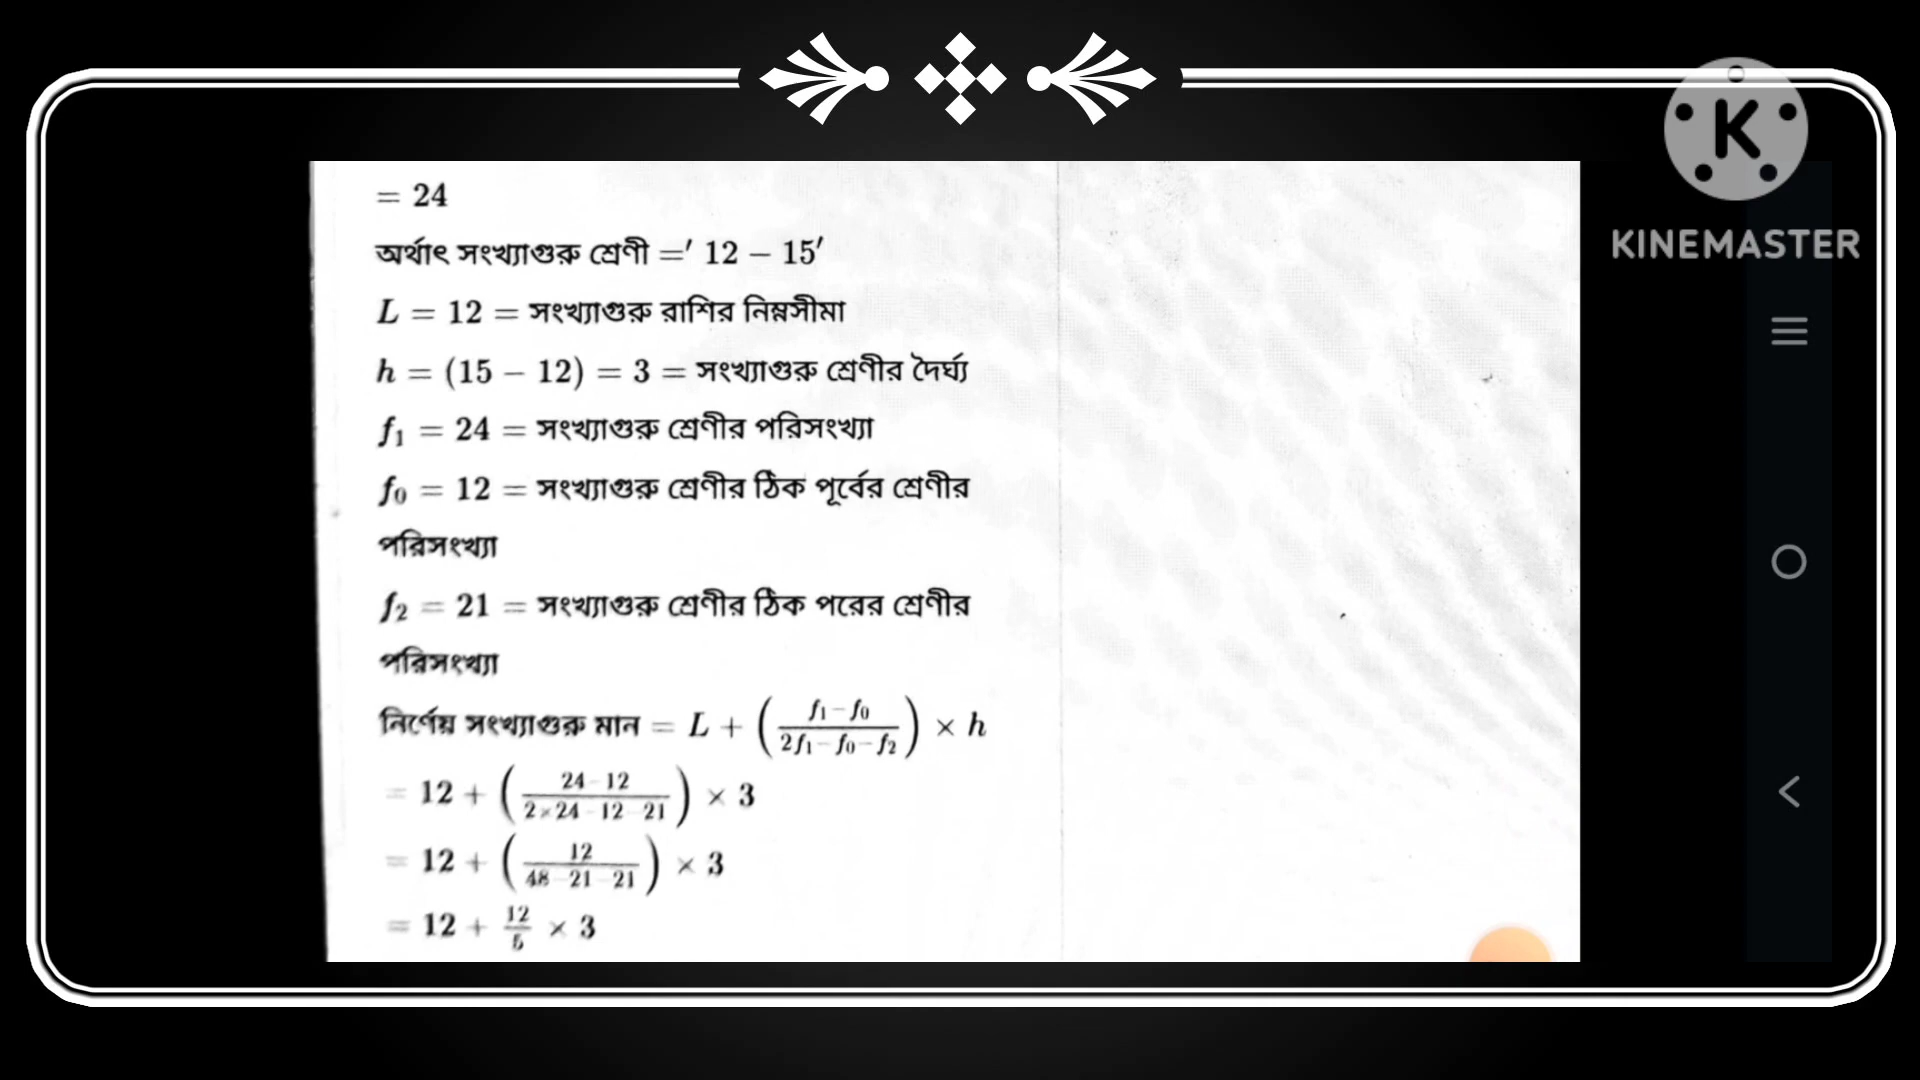 = 24
KINEMASTER
অর্থাৎ সংখ্যাগুরু শ্রেণী =′ 12 − 15′
L = 12 = সংখ্যাগুরু রাশির নিম্নসীমা
h = (15 − 12) = 3 = সংখ্যাগুরু শ্রেণীর দৈর্ঘ্য
f₁ = 24 = সংখ্যাগুরু শ্রেণীর পরিসংখ্যা
f₀ = 12 = সংখ্যাগুরু শ্রেণীর ঠিক পূর্বের শ্রেণীর
পরিসংখ্যা
f₂ = 21 = সংখ্যাগুরু শ্রেণীর ঠিক পরের শ্রেণীর
পরিসংখ্যা
নির্ণেয় সংখ্যাগুরু মান = L + ( (f₁ − f₀) / (2f₁ − f₀ − f₂) ) × h
= 12 + ( (24 − 12) / (2×24 − 12 − 21) ) × 3
= 12 + ( 12 / (48 − 21 − 21) ) × 3
= 12 + 12/5 × 3